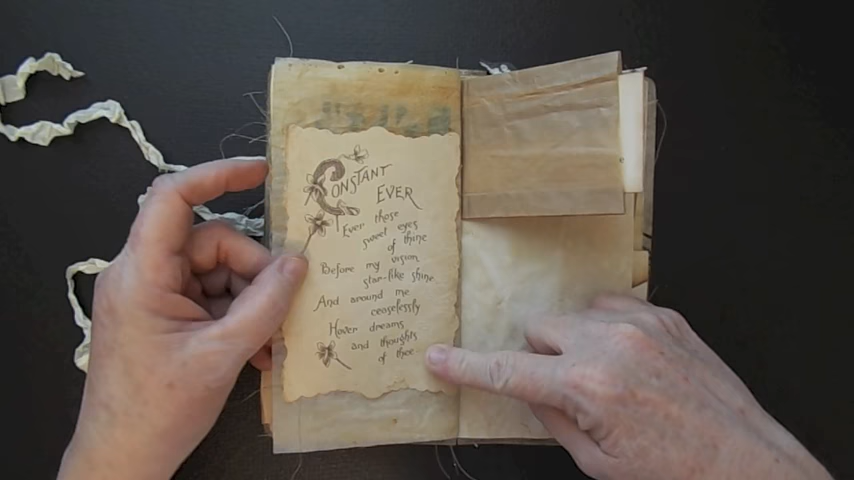 Constant
Ever
Ever those
sweet eyes
of thine
Before my vision
star-like shine
And around me
ceaselessly
Hover dreams
and thoughts
of thee